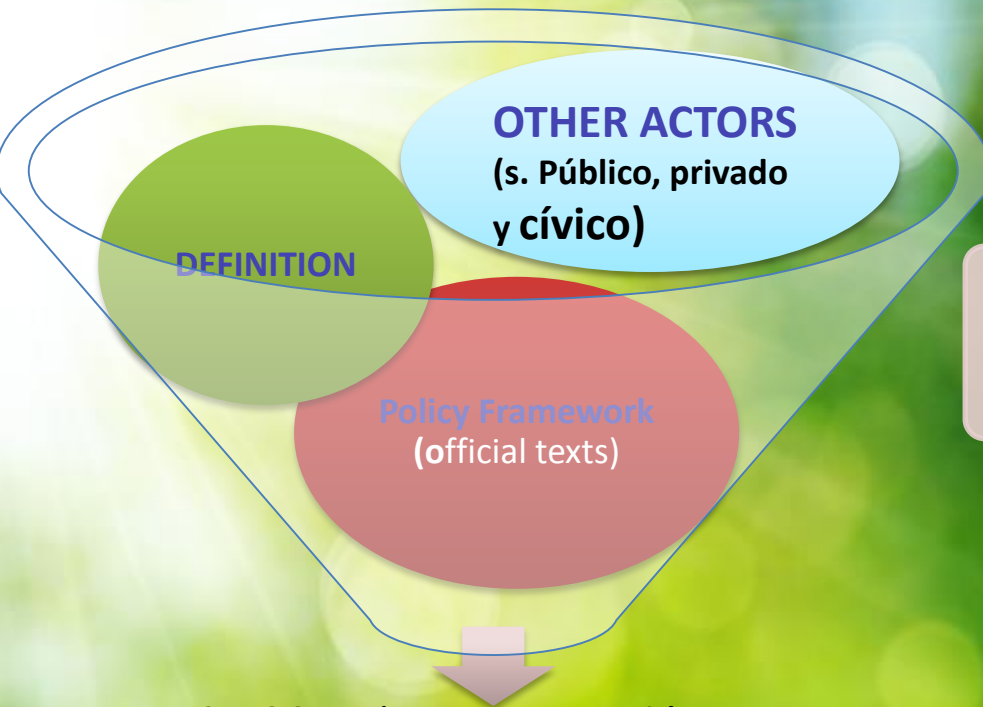 OTHER ACTORS
(s. Público, privado
y cívico)
DEFINITION
Policy Framework
(official texts)